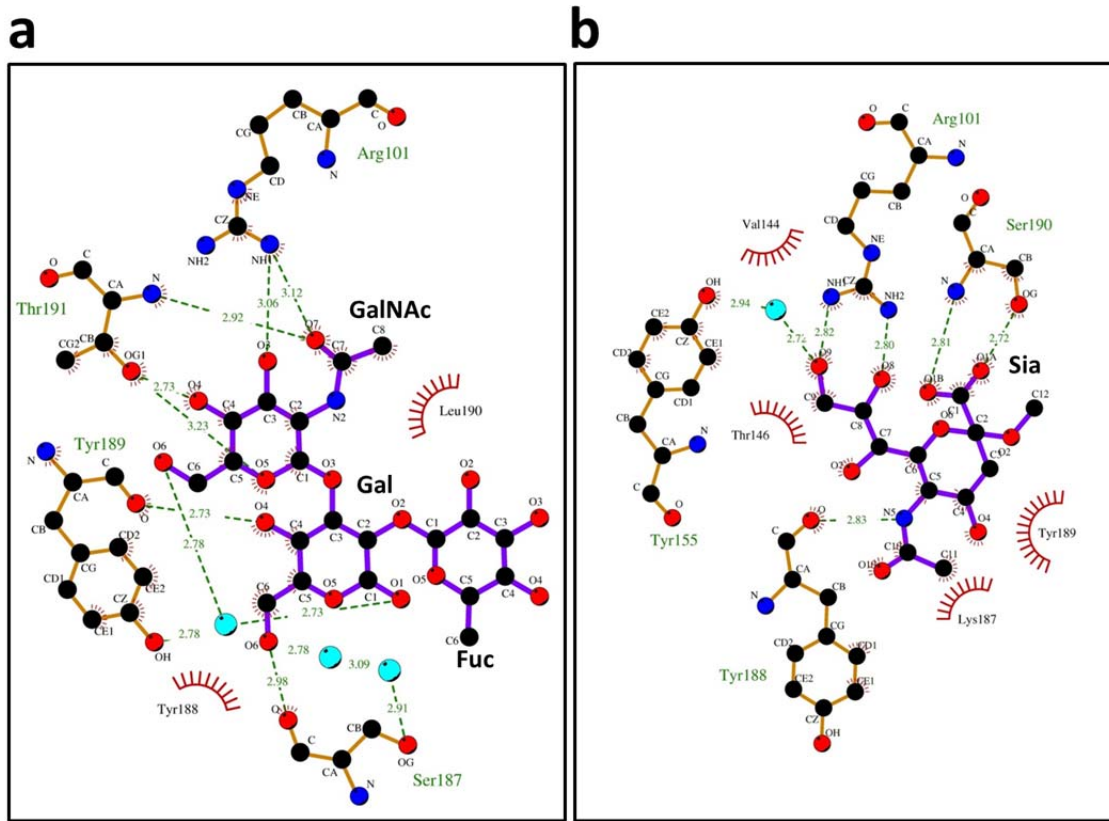 a
b
CB
C
CA
O
CG
Arg101
N
CD
NE
CZ
NH2
NH1
O
C
CA
N
Thr191
3.06
3.12
2.92
GalNAc
CB
CG2
OG1
O3
O7
C8
C7
2.73
O4
C4
C3
C2
N2
Leu190
3.23
Tyr189
O6
C6
C5
O5
C1
O3
N
C
CA
O
Gal
O2
O3
2.73
O4
C4
C3
C2
O2
C1
C2
C3
CB
CD2
CG
2.78
CD1
CE2
CZ
CE1
C6
C5
O5
C1
O1
O5
C5
C4
O4
2.73
2.78
OH
O6
2.78
C6
Fuc
3.09
Tyr188
2.98
2.91
O
C
CB
OG
CA
Ser187
N
O
C
Arg101
CA
N
CG
CB
O
C
Val144
CD
Ser190
NE
CA
CB
OH
2.94
NH1
CZ
NH2
N
OG
CE2
CZ
2.72
2.82
2.80
2.81
2.72
CD2
CE1
O9
O8
O1B
O1A
Sia
CG
CD1
C9
C1
C12
CB
C8
O6
C2
N
Thr146
C7
O2
CA
O7
C6
C3
C5
C
O
O
2.83
N5
C4
O4
Tyr155
C
C10
Tyr189
O10
C11
CA
CB
Lys187
N
CG
CD2
CD1
Tyr188
CE2
CE1
CZ
OH